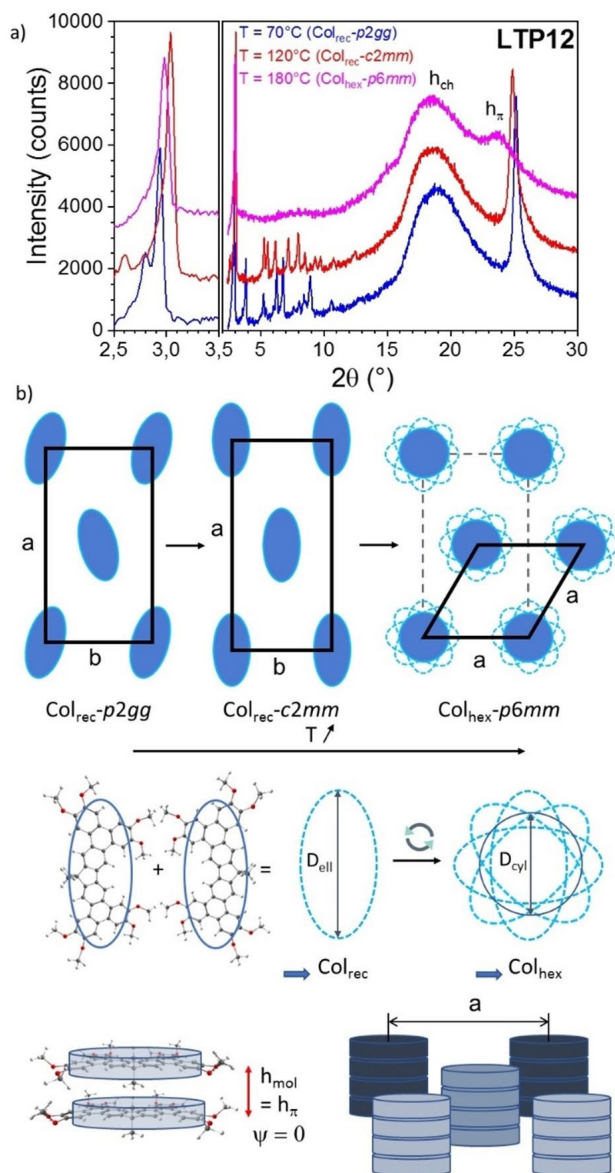 a)
LTP12
T = 70°C (Colrec-p2gg)
T = 120°C (Colrec-c2mm)
T = 180°C (Colhex-p6mm)
hch
hπ
Intensity (counts)
10000
8000
6000
4000
2000
0
2,5 3,0 3,5 5 10 15 20 25 30
2θ (°)
b)
a
b
a
b
a
a
Colrec-p2gg
Colrec-c2mm
Colhex-p6mm
T ↗
+
=
Dell
Dcyl
Colrec
Colhex
hmol
= hπ
ψ = 0
a